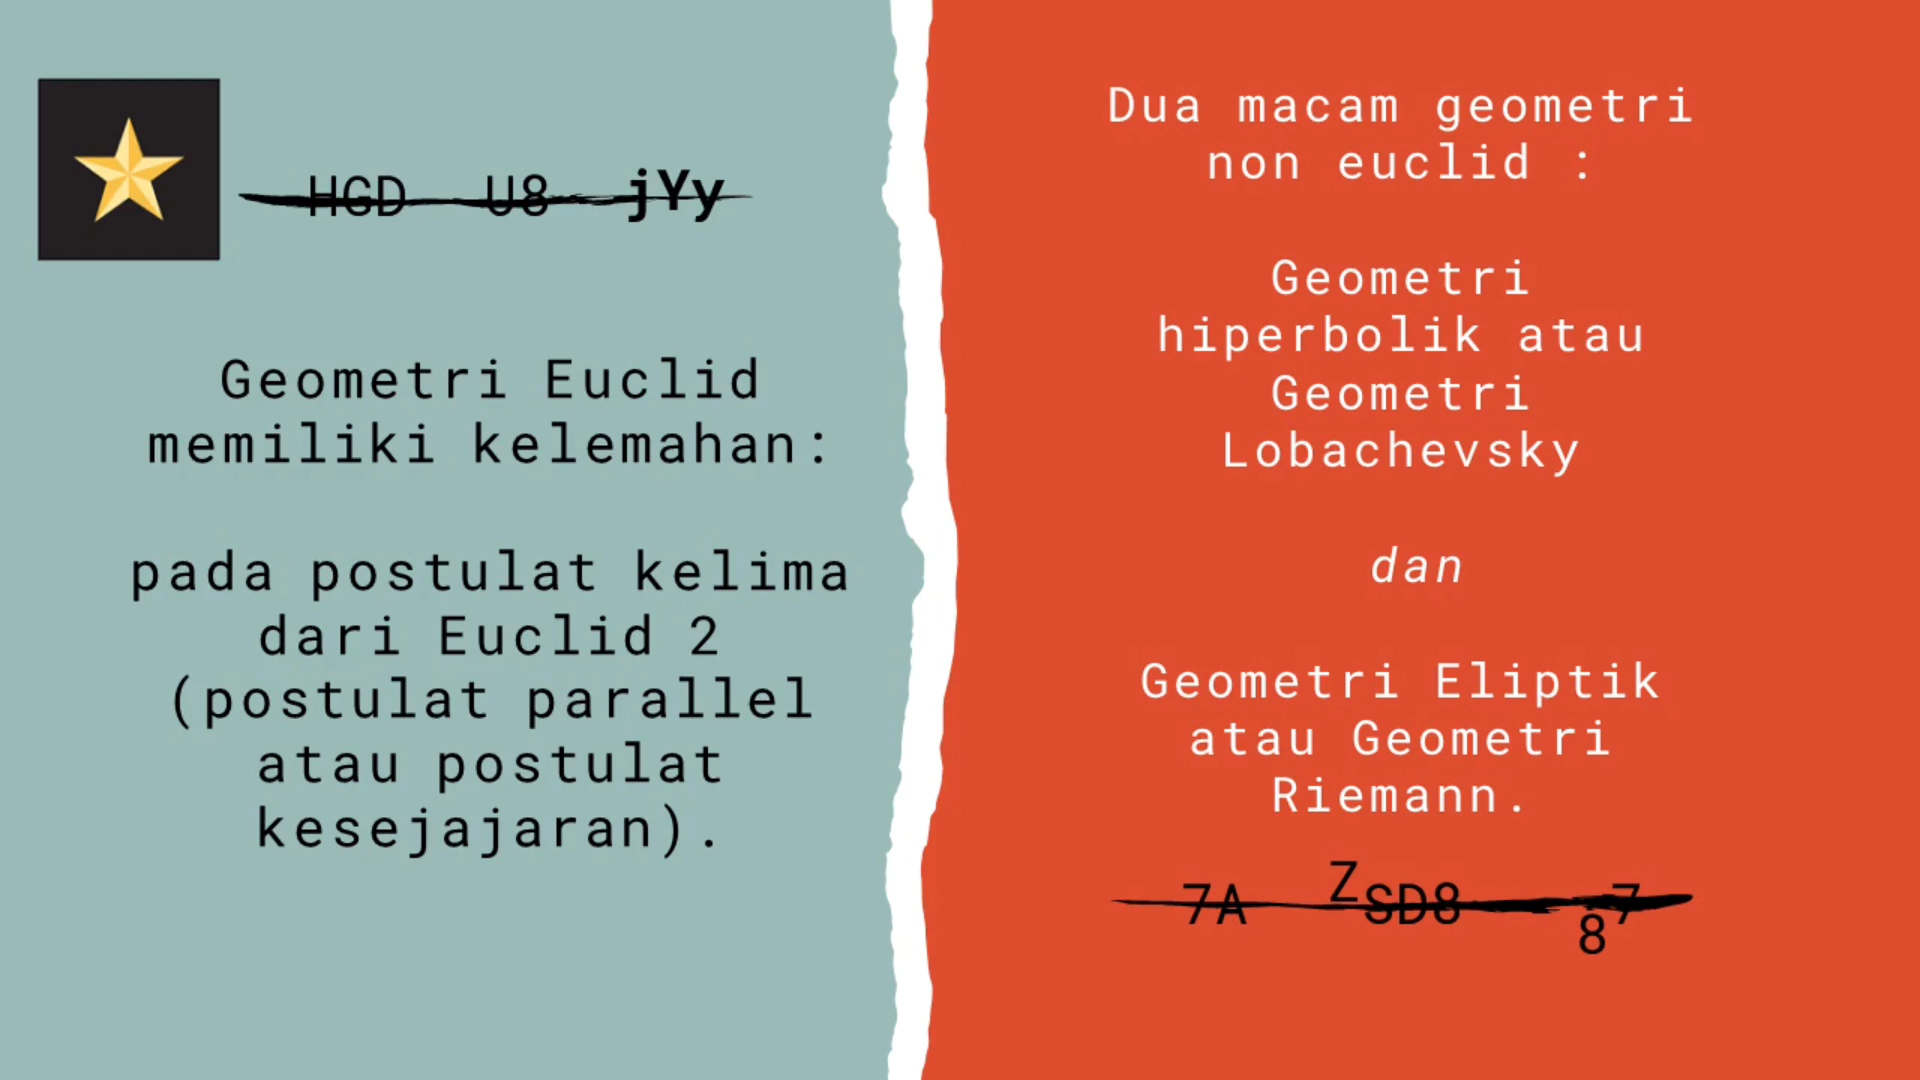 HGD U8 jYy
Geometri Euclid
memiliki kelemahan:
pada postulat kelima
dari Euclid 2
(postulat parallel
atau postulat
kesejajaran).
Dua macam geometri
non euclid :
Geometri
hiperbolik atau
Geometri
Lobachevsky
dan
Geometri Eliptik
atau Geometri
Riemann.
7A ZSD8 87